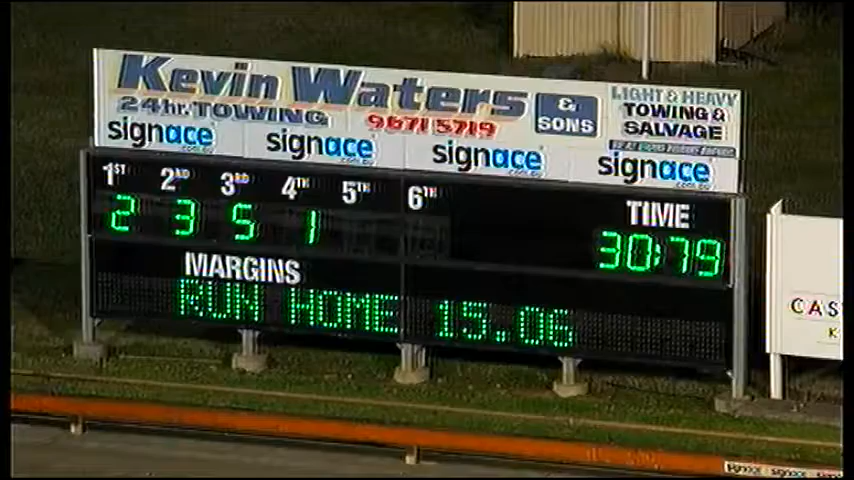 Kevin Waters & SONS
24hr. TOWING 9671 5719
LIGHT & HEAVY
TOWING &
SALVAGE
signace signace signace signace
1ST 2ND 3RD 4TH 5TH 6TH TIME
2 3 5 1 30:79
MARGINS
RUN HOME 15.06
CAS
K